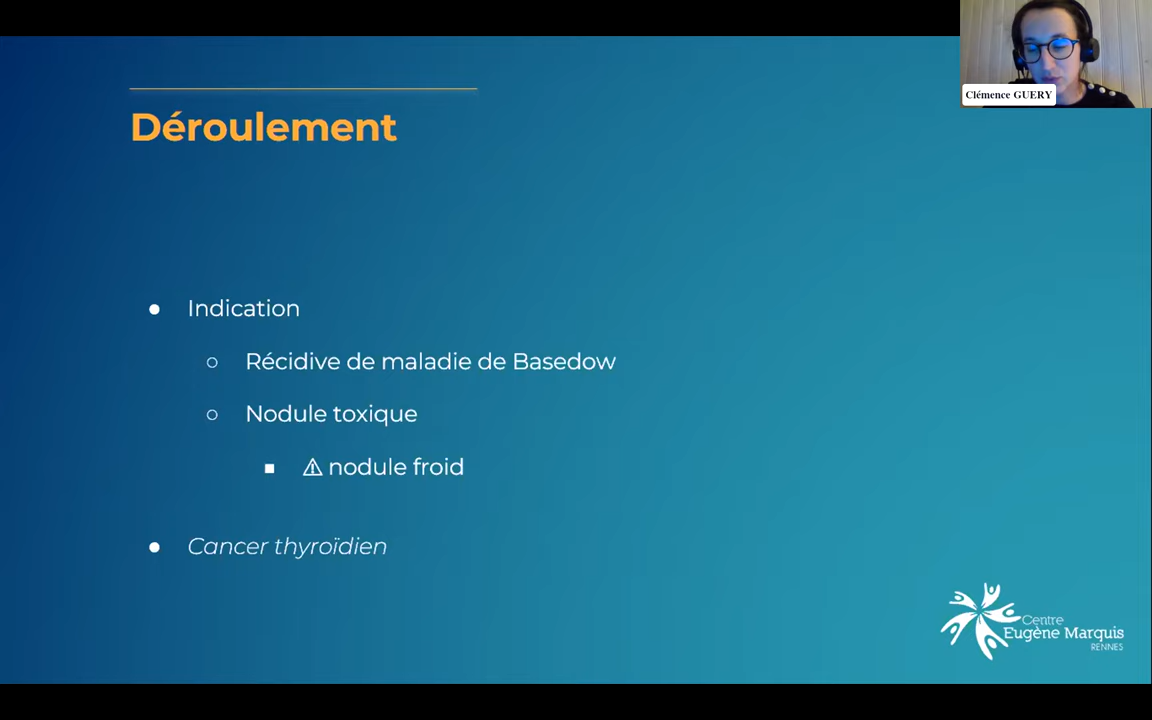 Clémence GUERY
Déroulement
Indication
Récidive de maladie de Basedow
Nodule toxique
⚠ nodule froid
Cancer thyroïdien
Centre
Eugène Marquis
RENNES